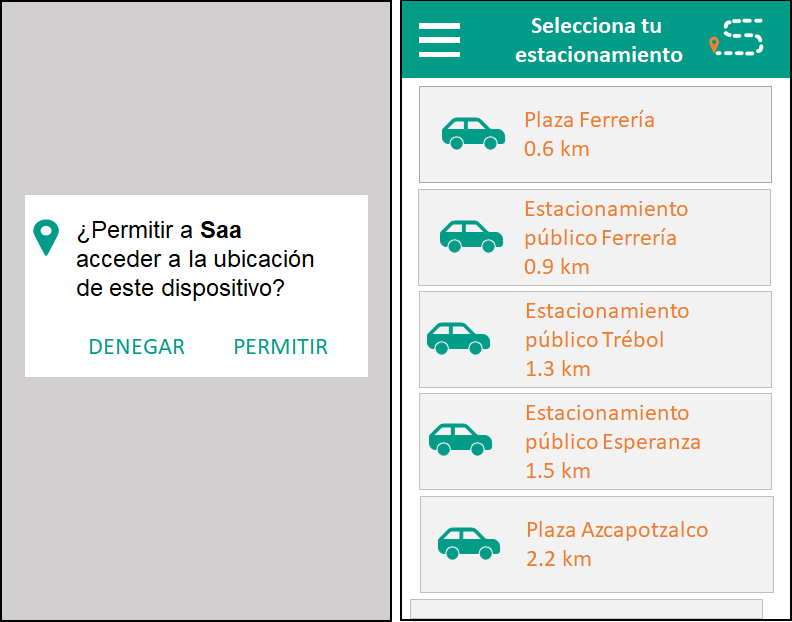 ¿Permitir a Saa
acceder a la ubicación
de este dispositivo?
DENEGAR PERMITIR
Selecciona tu
estacionamiento
Plaza Ferrería
0.6 km
Estacionamiento
público Ferrería
0.9 km
Estacionamiento
público Trébol
1.3 km
Estacionamiento
público Esperanza
1.5 km
Plaza Azcapotzalco
2.2 km